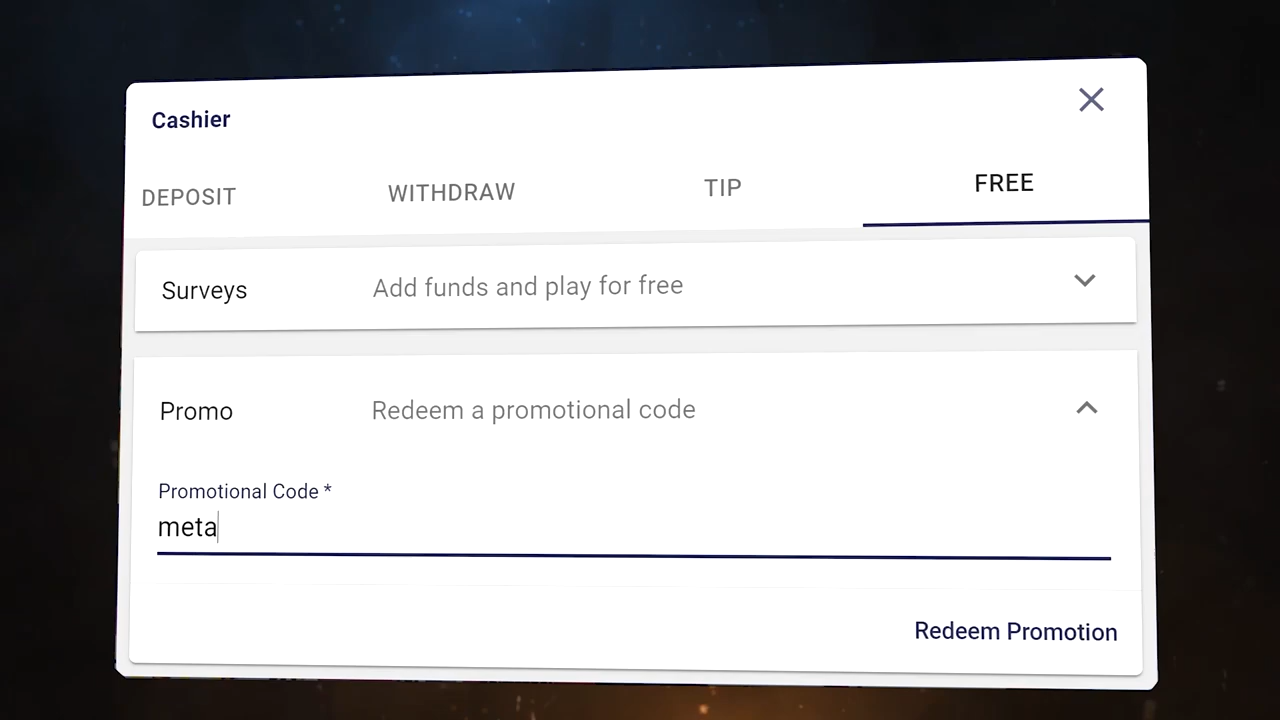 Cashier
DEPOSIT WITHDRAW TIP FREE
Surveys Add funds and play for free
Promo Redeem a promotional code
Promotional Code *
meta
Redeem Promotion